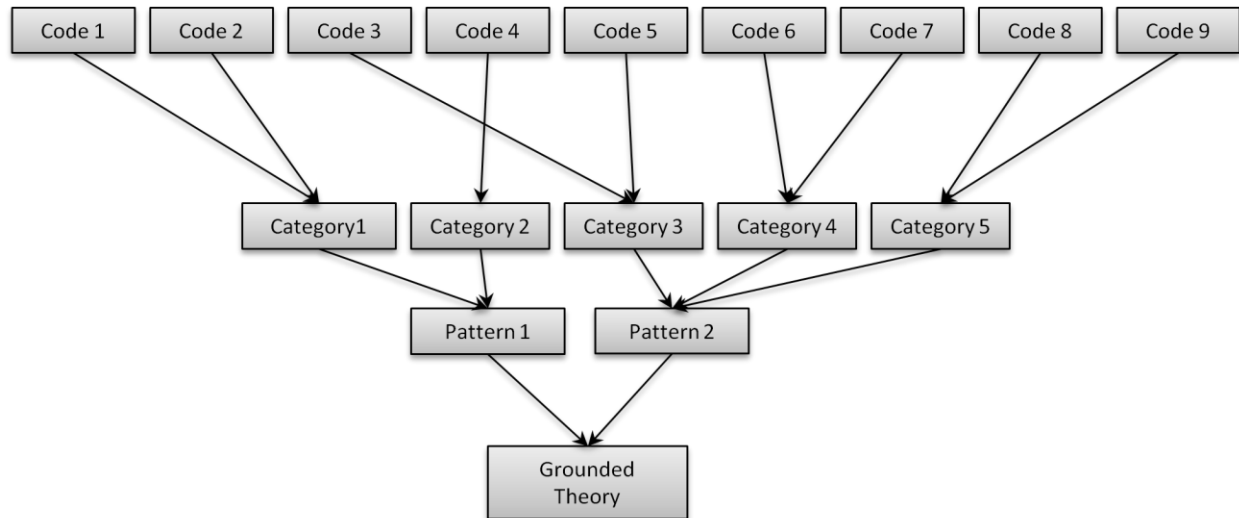 Code 1
Code 2
Code 3
Code 4
Code 5
Code 6
Code 7
Code 8
Code 9
Category1
Category 2
Category 3
Category 4
Category 5
Pattern 1
Pattern 2
Grounded
Theory